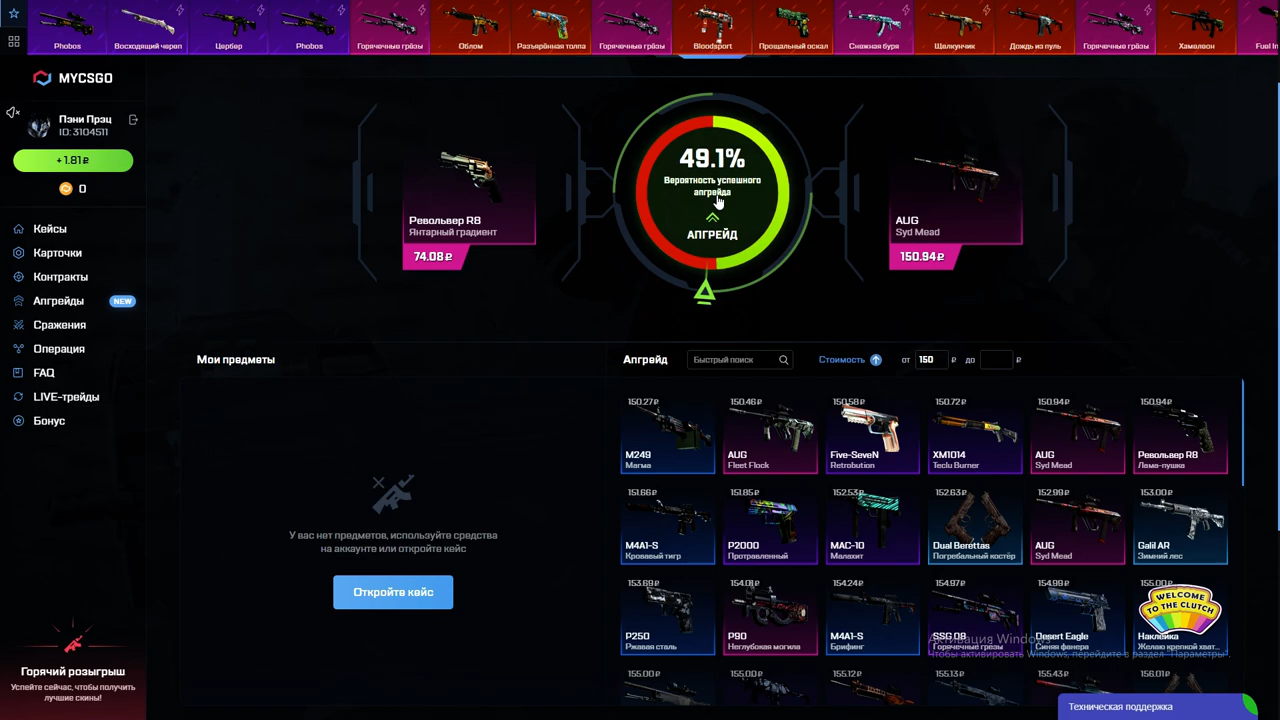 Phobos
Восходящий череп
Цербер
Phobos
Горячечные грёзы
Облом
Разъярённая толпа
Горячечные грёзы
Bloodsport
Прощальный оскал
Снежная буря
Щелкунчик
Дождь из пуль
Горячечные грёзы
Хамелеон
Fuel In
MYCSGO
Пэни Прэц
ID: 3104511
+ 1.81 ₽
0
Кейсы
Карточки
Контракты
Апгрейды NEW
Сражения
Операция
FAQ
LIVE-трейды
Бонус
Горячий розыгрыш
Успейте сейчас, чтобы получить
лучшие скины!
Револьвер R8
Янтарный градиент
74.08 ₽
49.1%
Вероятность успешного
апгрейда
АПГРЕЙД
AUG
Syd Mead
150.94 ₽
Мои предметы
У вас нет предметов, используйте средства
на аккаунте или откройте кейс
Откройте кейс
Апгрейд
Быстрый поиск
Стоимость
от 150 ₽ до ₽
150.27 ₽
M249
Магма
150.46 ₽
AUG
Fleet Flock
150.58 ₽
Five-SeveN
Retrobution
150.72 ₽
XM1014
Teclu Burner
150.94 ₽
AUG
Syd Mead
150.94 ₽
Револьвер R8
Лама-пушка
151.66 ₽
M4A1-S
Кровавый тигр
151.85 ₽
P2000
Протравленный
152.53 ₽
MAC-10
Малахит
152.63 ₽
Dual Berettas
Погребальный костёр
152.99 ₽
AUG
Syd Mead
153.00 ₽
Galil AR
Зимний лес
153.69 ₽
P250
Ржавая сталь
154.01 ₽
P90
Неглубокая могила
154.24 ₽
M4A1-S
Брифинг
154.97 ₽
SSG 08
Горячечные грёзы
154.99 ₽
Desert Eagle
Синяя фанера
155.00 ₽
WELCOME
TO THE CLUTCH
Наклейка
Желаю крепкой хват...
155.00 ₽
155.00 ₽
155.12 ₽
155.13 ₽
155.43 ₽
156.01 ₽
Активация Windows
Чтобы активировать Windows, перейдите в раздел "Параметры".
Техническая поддержка